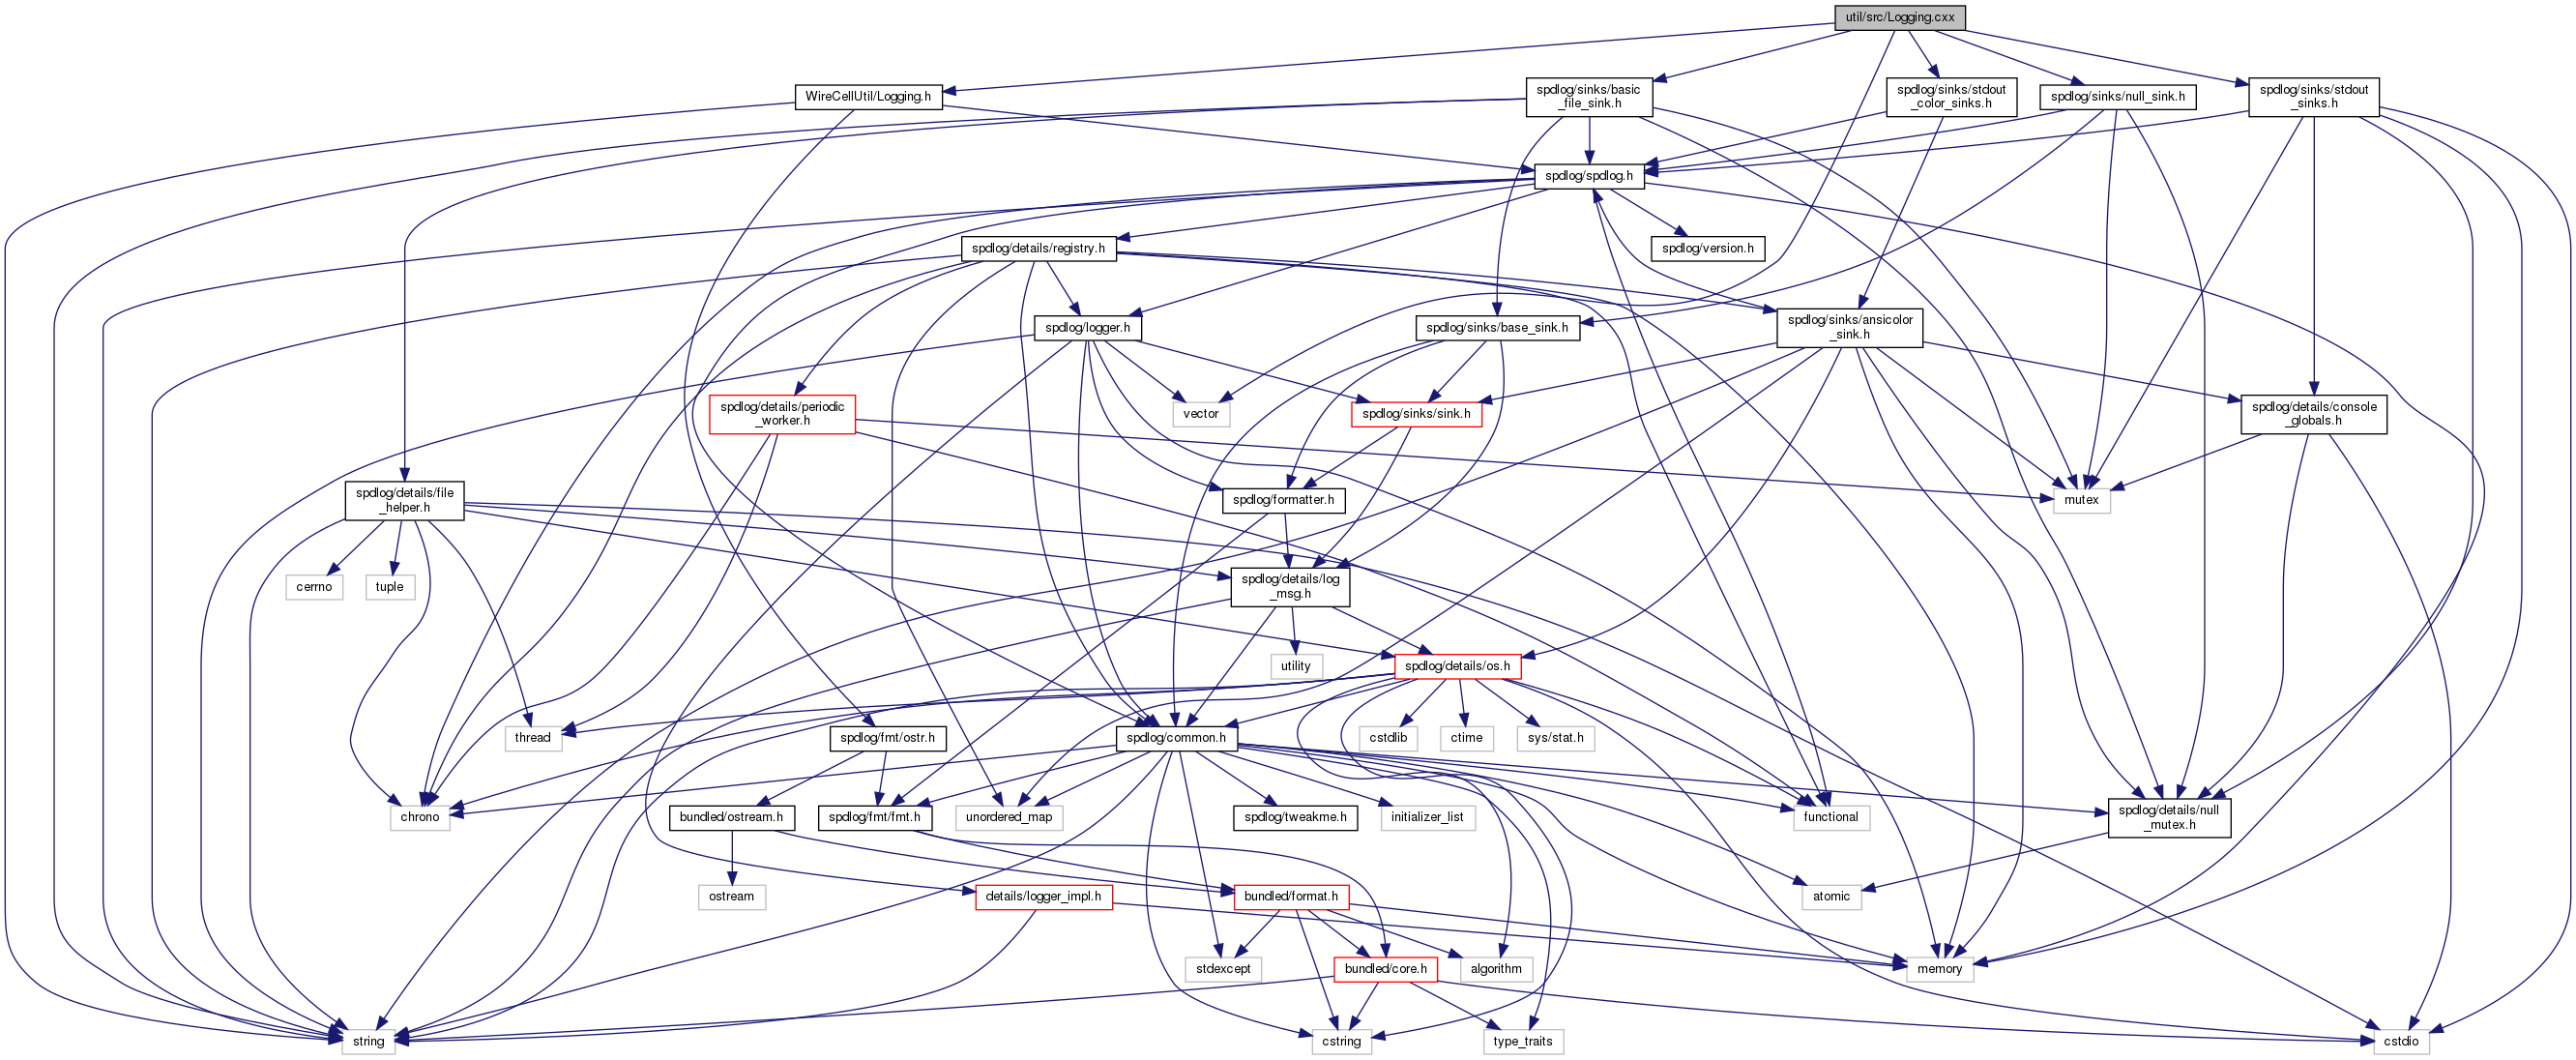 util/src/Logging.cxx
WireCellUtil/Logging.h
spdlog/sinks/basic
_file_sink.h
spdlog/sinks/stdout
_color_sinks.h
spdlog/sinks/null_sink.h
spdlog/sinks/stdout
_sinks.h
spdlog/spdlog.h
spdlog/details/registry.h
spdlog/version.h
spdlog/logger.h
spdlog/sinks/base_sink.h
spdlog/sinks/ansicolor
_sink.h
spdlog/details/periodic
_worker.h
vector
spdlog/sinks/sink.h
spdlog/details/console
_globals.h
spdlog/details/file
_helper.h
spdlog/formatter.h
mutex
cerrno
tuple
spdlog/details/log
_msg.h
utility
spdlog/details/os.h
thread
spdlog/fmt/ostr.h
spdlog/common.h
cstdlib
ctime
sys/stat.h
chrono
bundled/ostream.h
spdlog/fmt/fmt.h
unordered_map
spdlog/tweakme.h
initializer_list
functional
spdlog/details/null
_mutex.h
ostream
details/logger_impl.h
bundled/format.h
atomic
stdexcept
bundled/core.h
algorithm
memory
string
cstring
type_traits
cstdio